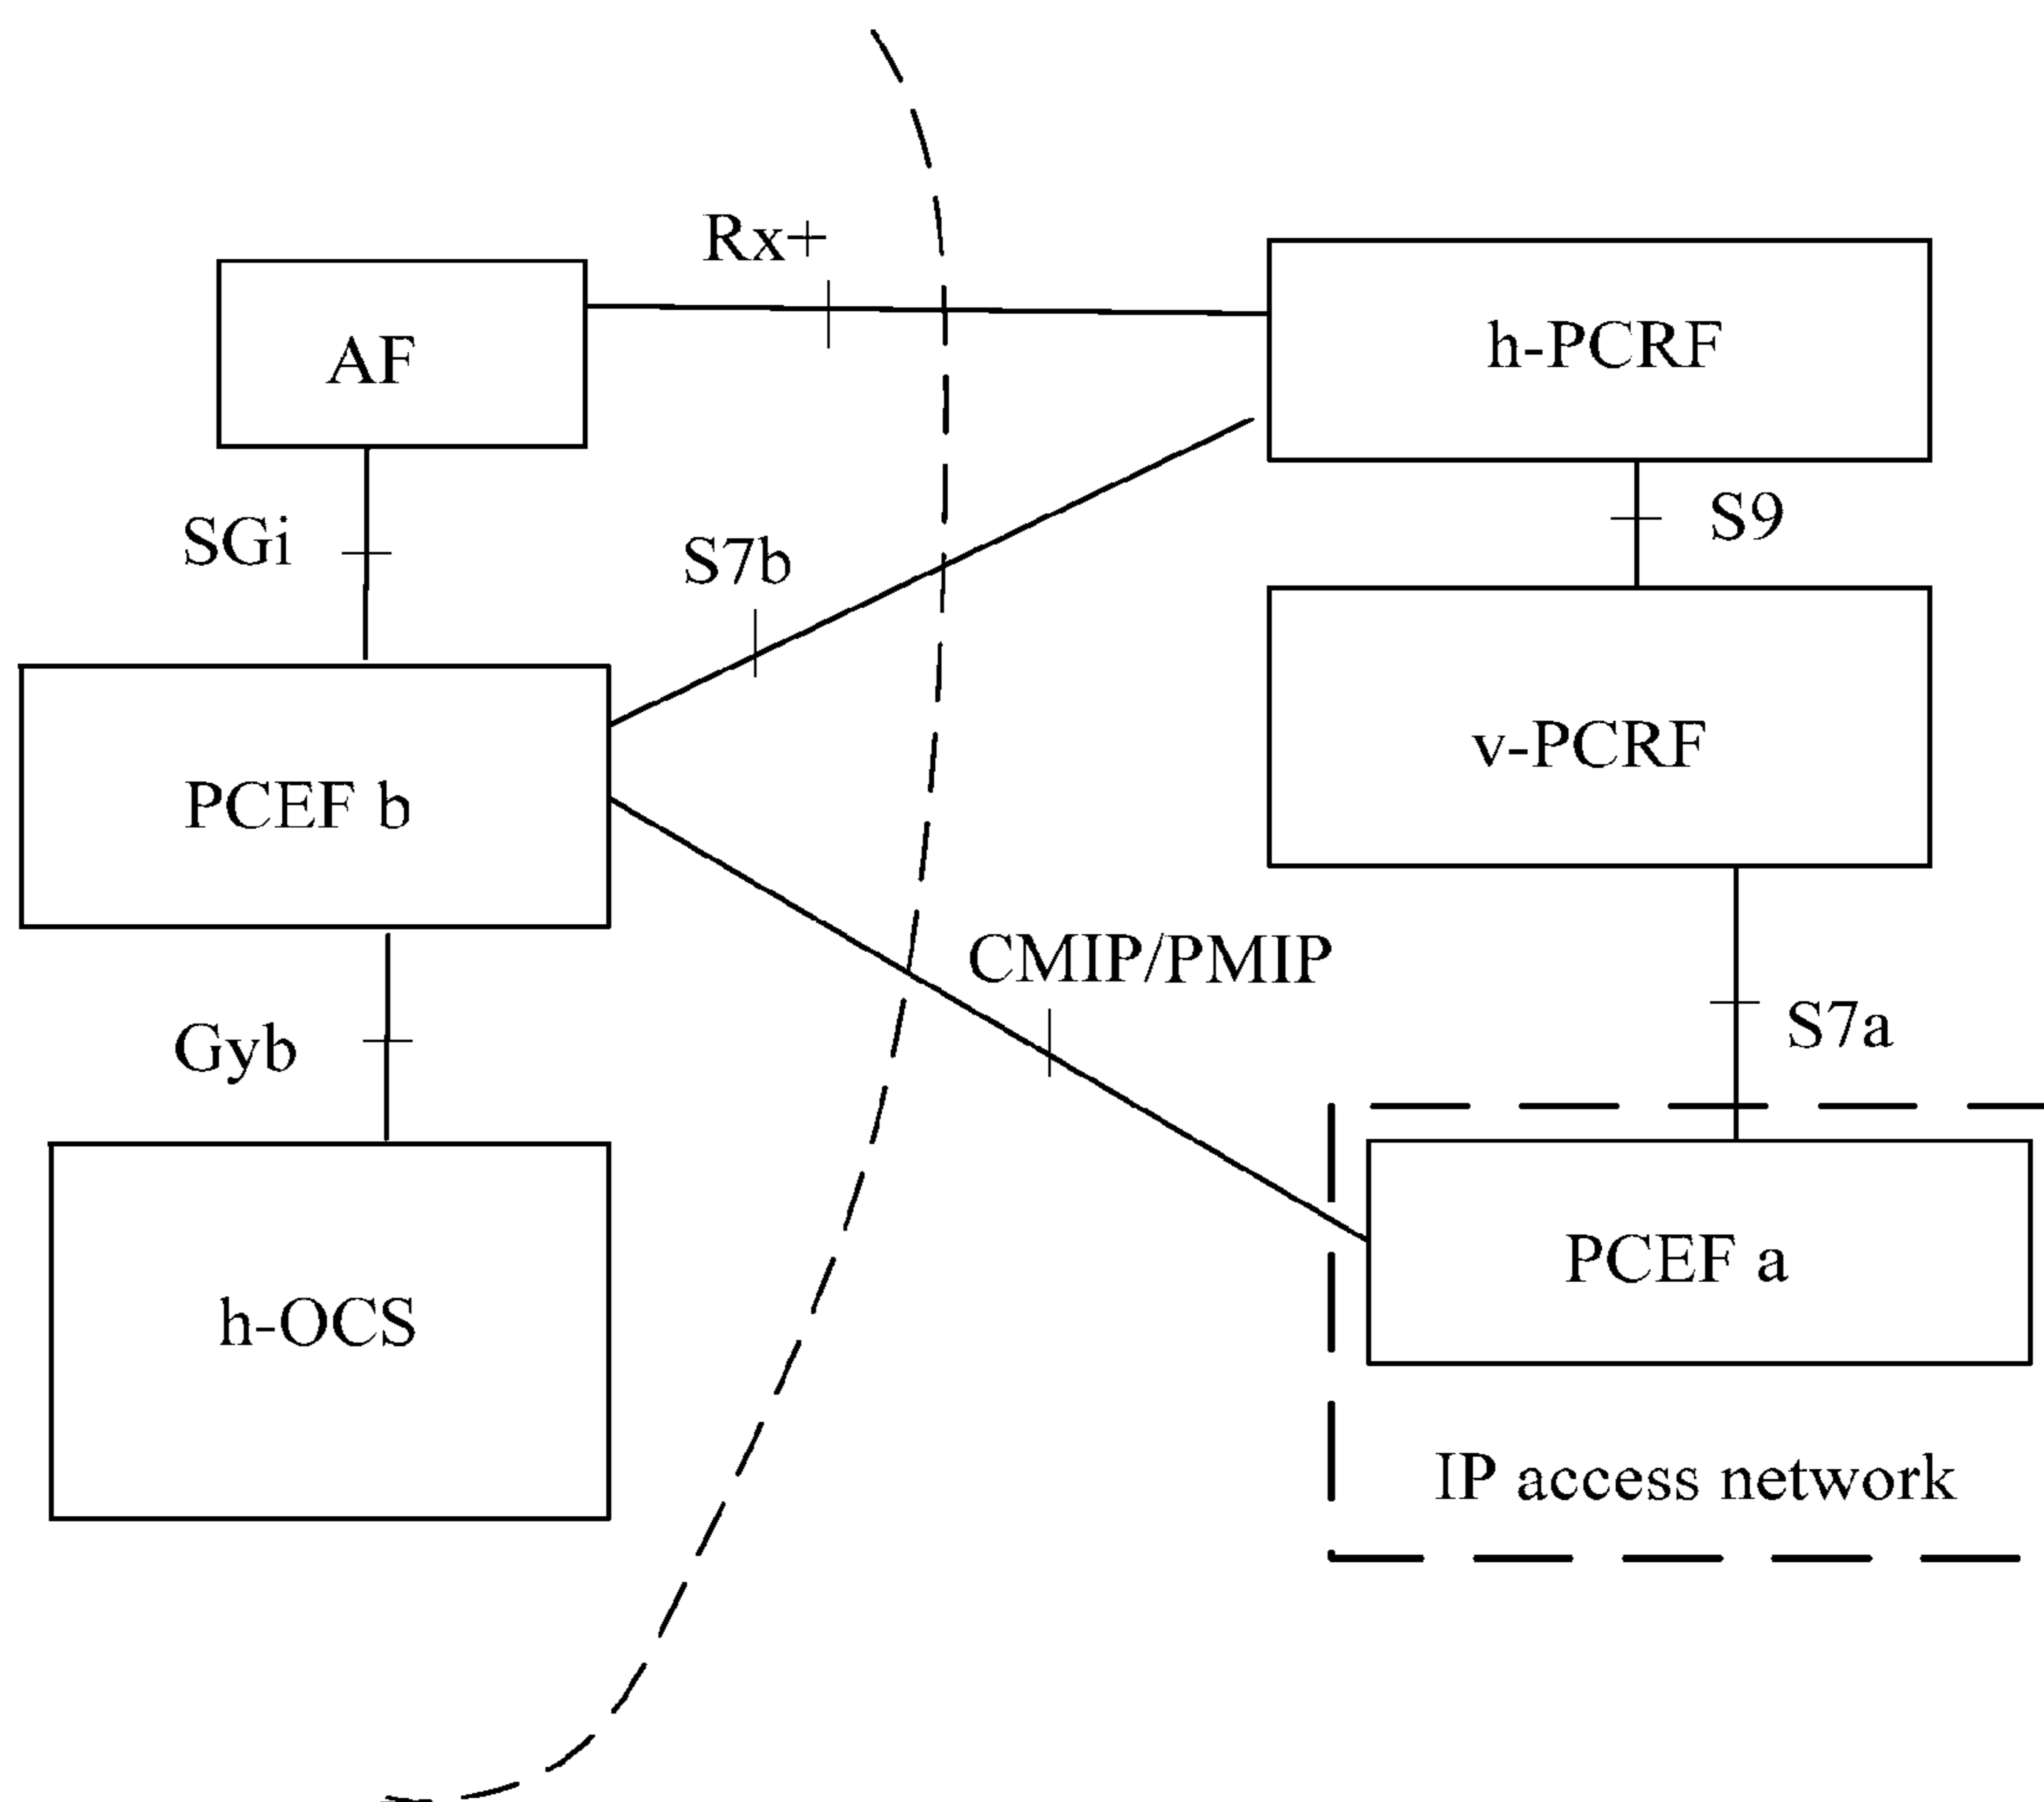 Rx+
AF
h-PCRF
SGi
S9
S7b
v-PCRF
PCEF b
CMIP/PMIP
Gyb
S7a
PCEF a
h-OCS
IP access network